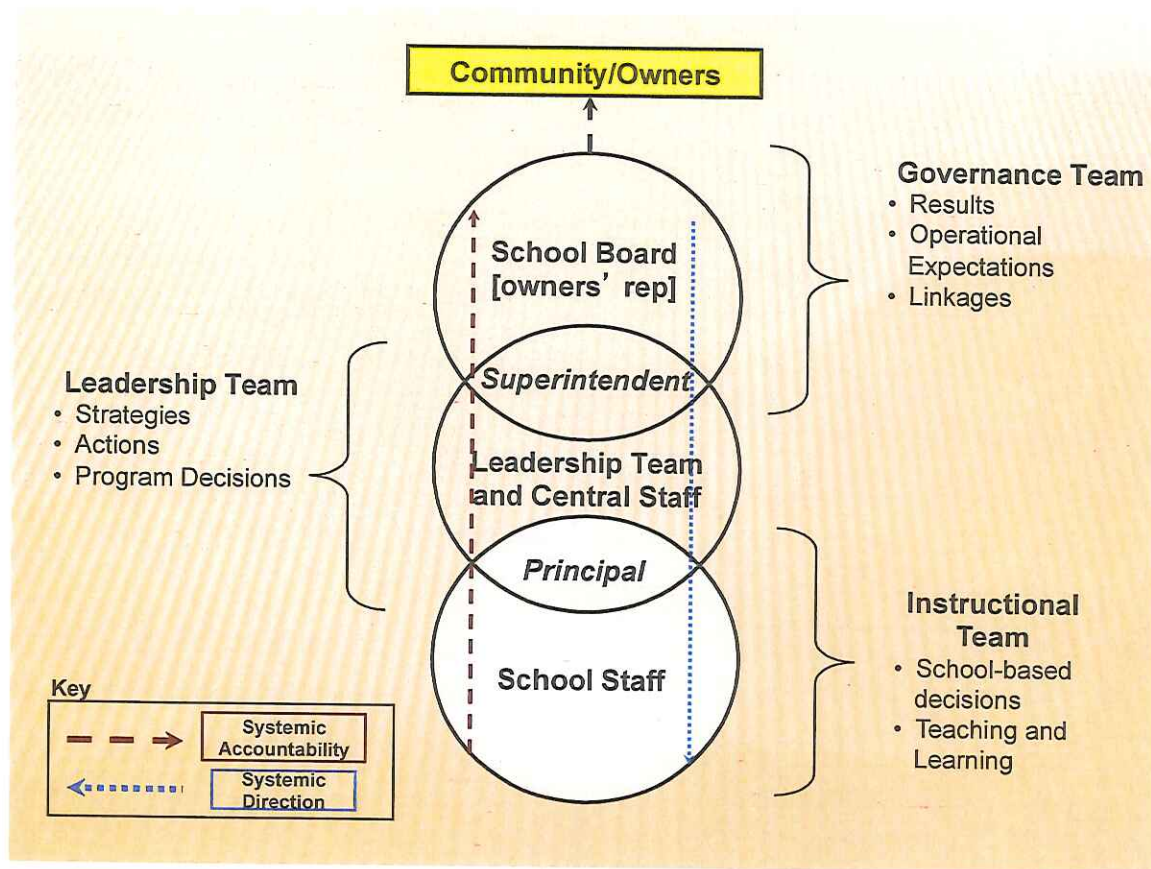 Community/Owners
Governance Team
• Results
• Operational
Expectations
• Linkages
School Board
[owners' rep]
Superintendent
Leadership Team
• Strategies
• Actions
• Program Decisions
Leadership Team
and Central Staff
Principal
Instructional
Team
• School-based
decisions
• Teaching and
Learning
School Staff
Key
Systemic
Accountability
Systemic
Direction